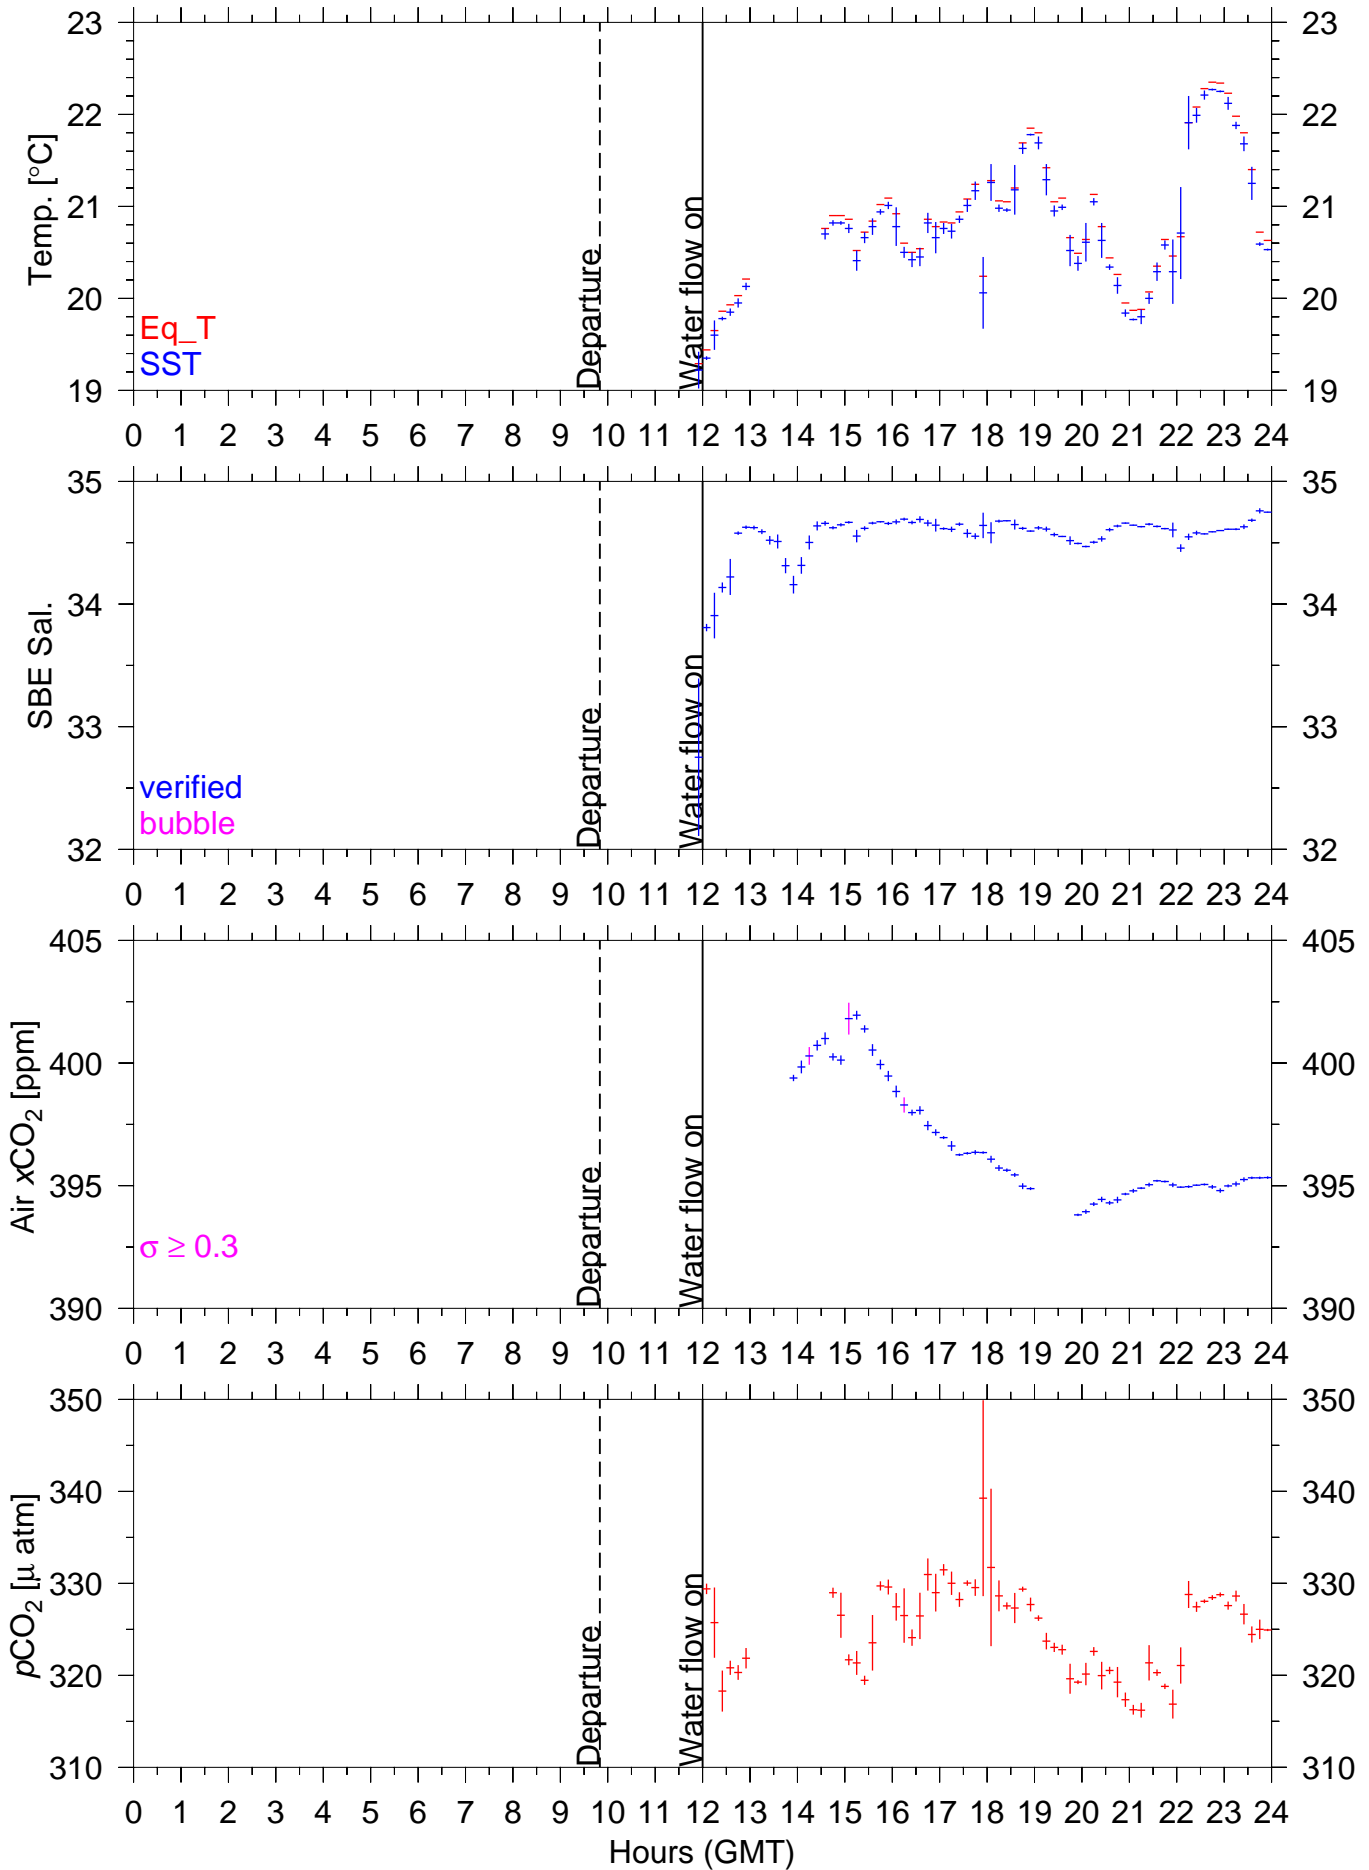 23 23
22 22
21 21
20 20
19 19
Temp. [°C]
Eq_T
SST
Departure
Water flow on
0 1 2 3 4 5 6 7 8 9 10 11 12 13 14 15 16 17 18 19 20 21 22 23 24
35 35
34 34
33 33
32 32
SBE Sal.
verified
bubble
Departure
Water flow on
0 1 2 3 4 5 6 7 8 9 10 11 12 13 14 15 16 17 18 19 20 21 22 23 24
405 405
400 400
395 395
390 390
Air xCO₂ [ppm]
σ ≥ 0.3
Departure
Water flow on
0 1 2 3 4 5 6 7 8 9 10 11 12 13 14 15 16 17 18 19 20 21 22 23 24
350 350
340 340
330 330
320 320
310 310
pCO₂ [μ atm]
Departure
Water flow on
0 1 2 3 4 5 6 7 8 9 10 11 12 13 14 15 16 17 18 19 20 21 22 23 24
Hours (GMT)